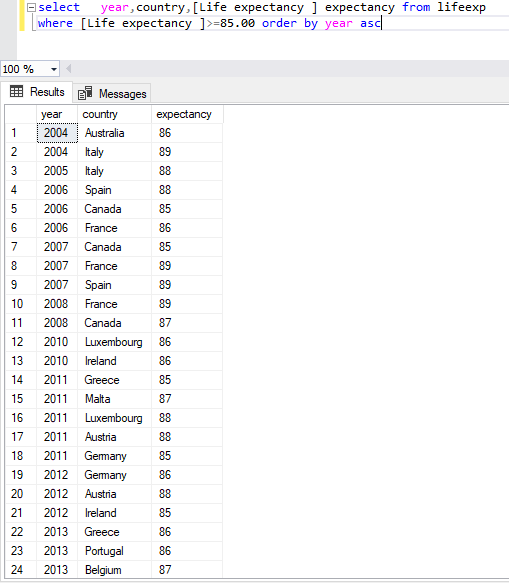 select year,country,[Life expectancy ] expectancy from lifeexp
where [Life expectancy ]>=85.00 order by year asc
100 %
Results Messages
year country expectancy
1 2004 Australia 86
2 2004 Italy 89
3 2005 Italy 88
4 2006 Spain 88
5 2006 Canada 85
6 2006 France 86
7 2007 Canada 85
8 2007 France 89
9 2007 Spain 89
10 2008 France 89
11 2008 Canada 87
12 2010 Luxembourg 86
13 2010 Ireland 86
14 2011 Greece 85
15 2011 Malta 87
16 2011 Luxembourg 88
17 2011 Austria 88
18 2011 Germany 85
19 2012 Germany 86
20 2012 Austria 88
21 2012 Ireland 85
22 2013 Greece 86
23 2013 Portugal 86
24 2013 Belgium 87